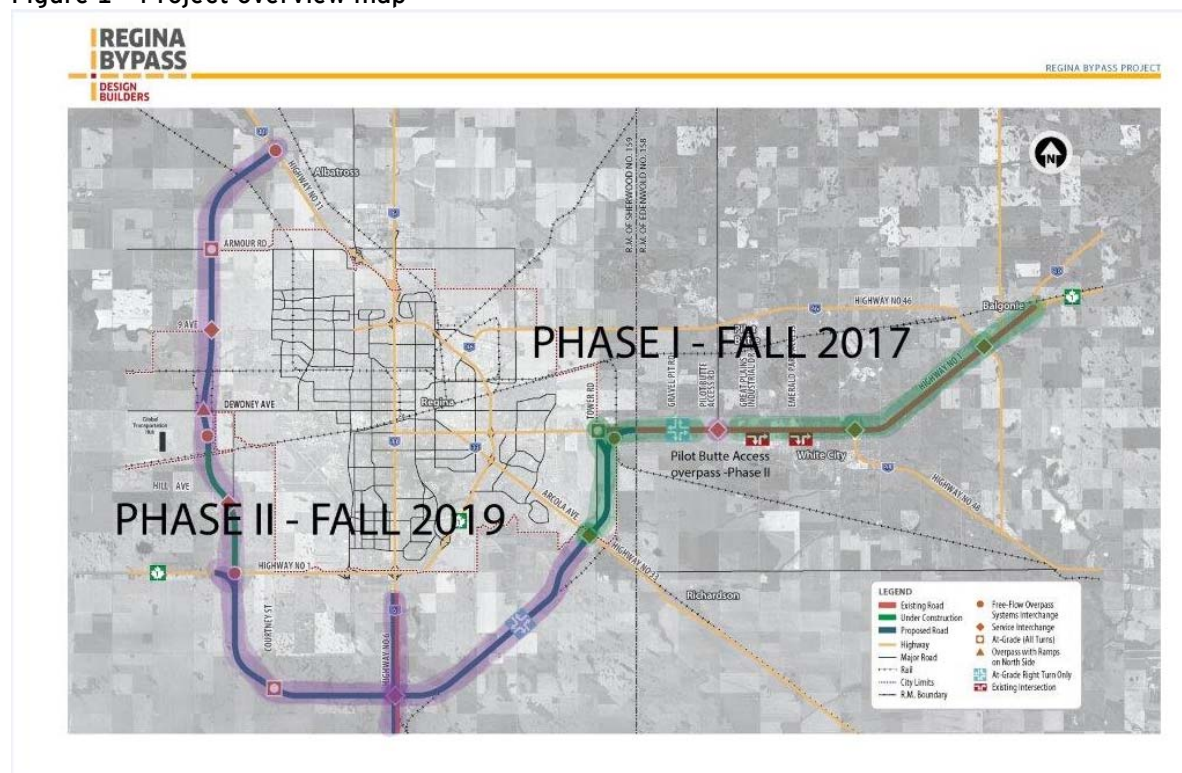 Figure 1 – Project overview map
REGINA
BYPASS
DESIGN
BUILDERS
REGINA BYPASS PROJECT
N
Albatross
HIGHWAY NO 11
ARMOUR RD
9 AVE
DEWDNEY AVE
Global
Transportation
Hub
HILL AVE
Regina
R.M. OF SHERWOOD NO. 159
R.M. OF EDENWOLD NO. 158
HIGHWAY NO 46
Balgonie
PHASE I - FALL 2017
TOWER RD
GRAVEL PIT RD
PILOT BUTTE
ACCESS RD
GREAT PLAINS
INDUSTRIAL DR
EMERALD PARK
HIGHWAY NO 1
Pilot Butte Access
overpass -Phase II
White City
HIGHWAY NO 48
ARCOLA AVE
PHASE II - FALL 2019
HIGHWAY NO 1
HIGHWAY NO 33
Richardson
COURTNEY ST
HIGHWAY NO 6
LEGEND
Existing Road
Under Construction
Proposed Road
Highway
Major Road
Rail
City Limits
R.M. Boundary
Free-Flow Overpass
Systems Interchange
Service Interchange
At-Grade (All Turns)
Overpass with Ramps
on North Side
At-Grade Right Turn Only
Existing Intersection